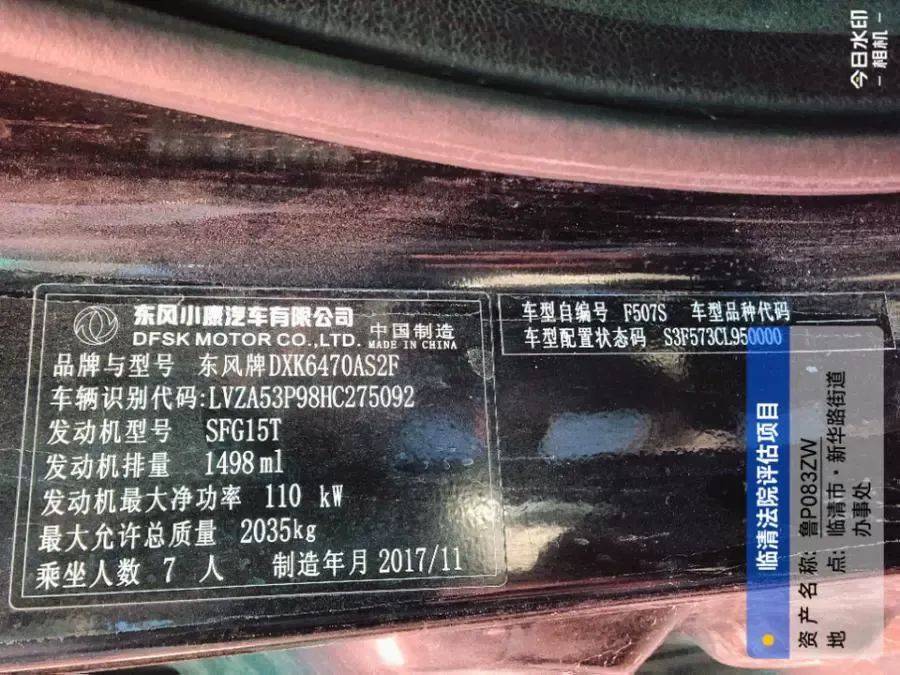 东风小康汽车有限公司
DFSK MOTOR CO.,LTD.
中国制造
MADE IN CHINA
品牌与型号 东风牌DXK6470AS2F
车辆识别代码:LVZA53P98HC275092
发动机型号 SFG15T
发动机排量 1498ml
发动机最大净功率 110 kW
最大允许总质量 2035kg
乘坐人数 7 人 制造年月 2017/11
车型自编号 F507S 车型品种代码
车型配置状态码 S3F573CL950000
临清法院评估项目
资产名称: 鲁P083ZW
地 点: 临清市·新华路街道
办事处
今日水印
- 相机 -